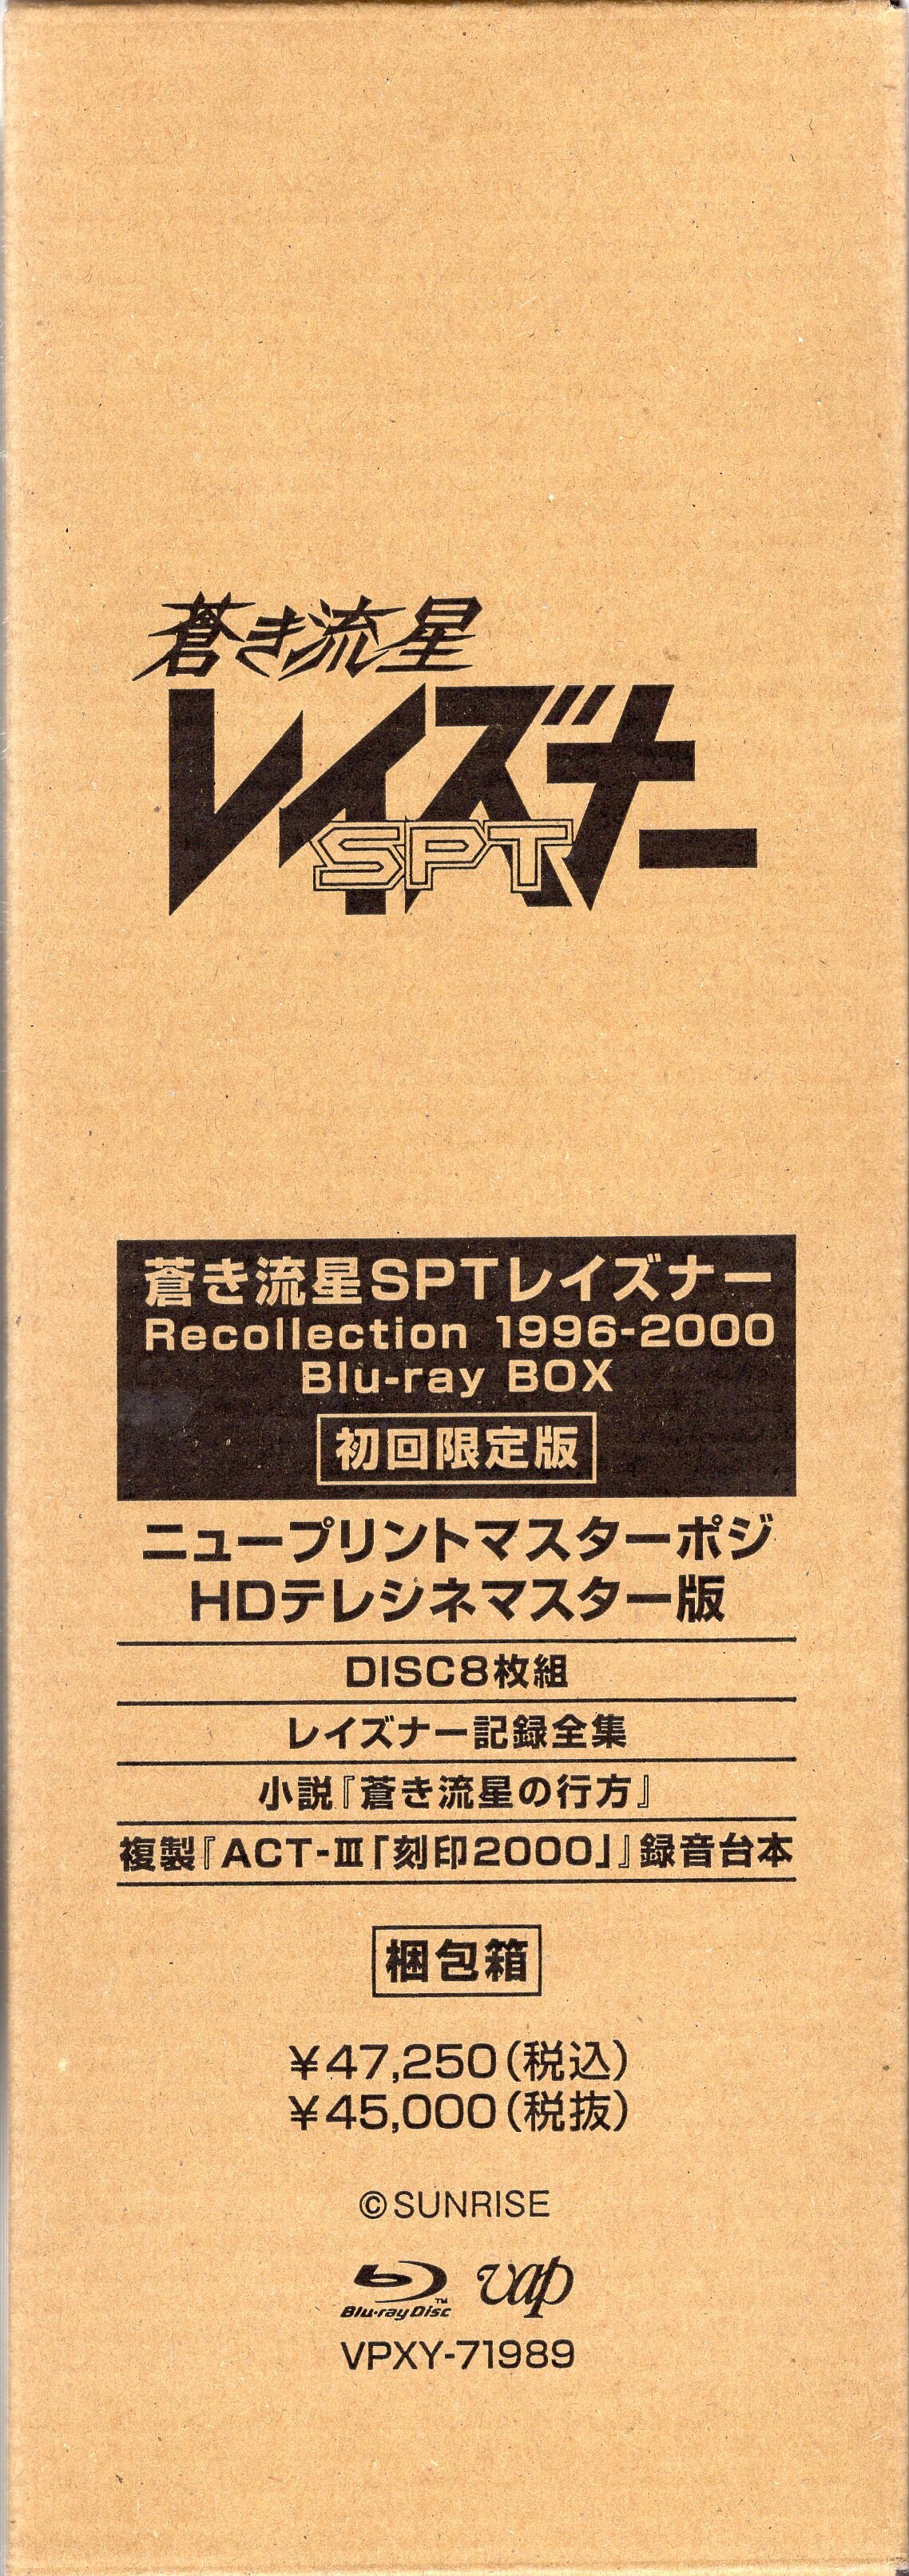 蒼き流星
レイズナー
SPT
蒼き流星SPTレイズナー
Recollection 1996-2000
Blu-ray BOX
初回限定版
ニュープリントマスターポジ
HDテレシネマスター版
DISC8枚組
レイズナー記録全集
小説『蒼き流星の行方』
複製『ACT-Ⅲ「刻印2000」』録音台本
梱包箱
¥47,250(税込)
¥45,000(税抜)
©SUNRISE
Blu-ray Disc™ vap
VPXY-71989